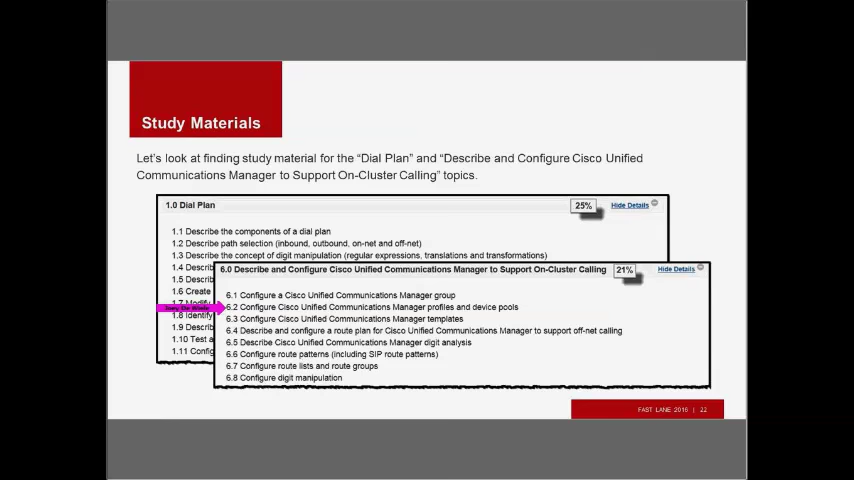 Study Materials
Let's look at finding study material for the “Dial Plan” and “Describe and Configure Cisco Unified
Communications Manager to Support On-Cluster Calling” topics.
1.0 Dial Plan 25% Hide Details
1.1 Describe the components of a dial plan
1.2 Describe path selection (inbound, outbound, on-net and off-net)
1.3 Describe the concept of digit manipulation (regular expressions, translations and transformations)
1.4 Descri
1.5 Descri
1.6 Create
1.7 Modify
1.8 Identify
1.9 Describ
1.10 Test a
1.11 Config
6.0 Describe and Configure Cisco Unified Communications Manager to Support On-Cluster Calling 21% Hide Details
6.1 Configure a Cisco Unified Communications Manager group
6.2 Configure Cisco Unified Communications Manager profiles and device pools
6.3 Configure Cisco Unified Communications Manager templates
6.4 Describe and configure a route plan for Cisco Unified Communications Manager to support off-net calling
6.5 Describe Cisco Unified Communications Manager digit analysis
6.6 Configure route patterns (including SIP route patterns)
6.7 Configure route lists and route groups
6.8 Configure digit manipulation
FAST LANE 2016 | 22